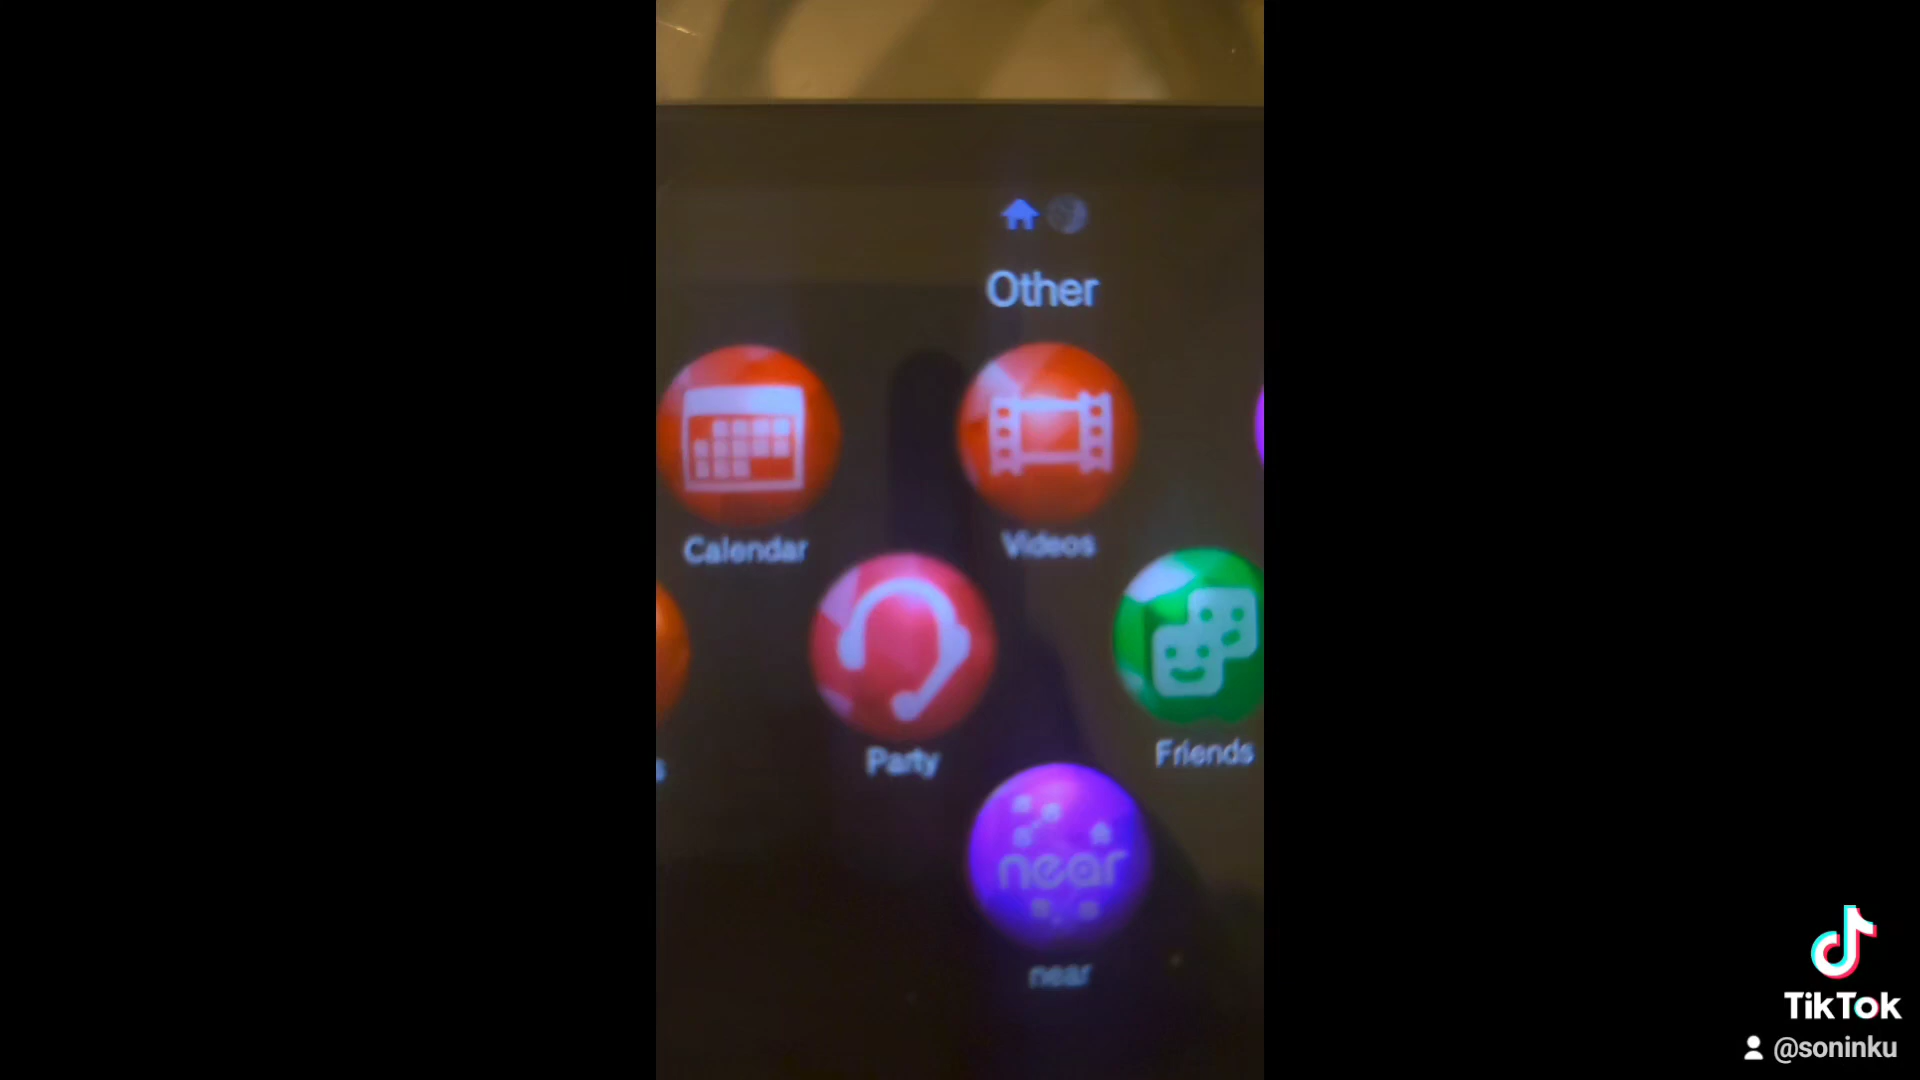 Other
Calendar
Videos
Party
Friends
near
near
TikTok
@soninku